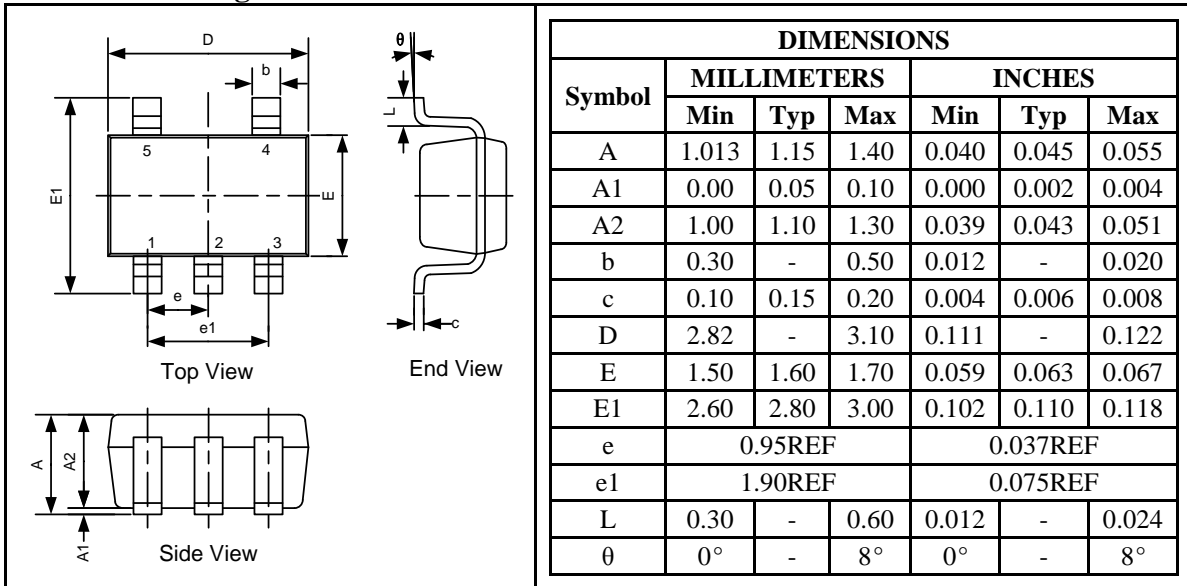 D
θ
b
L
5 4
E1
E
1 2 3
e
e1
c
Top View
End View
A
A2
A1
Side View
DIMENSIONS
Symbol MILLIMETERS INCHES
Min Typ Max Min Typ Max
A 1.013 1.15 1.40 0.040 0.045 0.055
A1 0.00 0.05 0.10 0.000 0.002 0.004
A2 1.00 1.10 1.30 0.039 0.043 0.051
b 0.30 - 0.50 0.012 - 0.020
c 0.10 0.15 0.20 0.004 0.006 0.008
D 2.82 - 3.10 0.111 - 0.122
E 1.50 1.60 1.70 0.059 0.063 0.067
E1 2.60 2.80 3.00 0.102 0.110 0.118
e 0.95REF 0.037REF
e1 1.90REF 0.075REF
L 0.30 - 0.60 0.012 - 0.024
θ 0° - 8° 0° - 8°